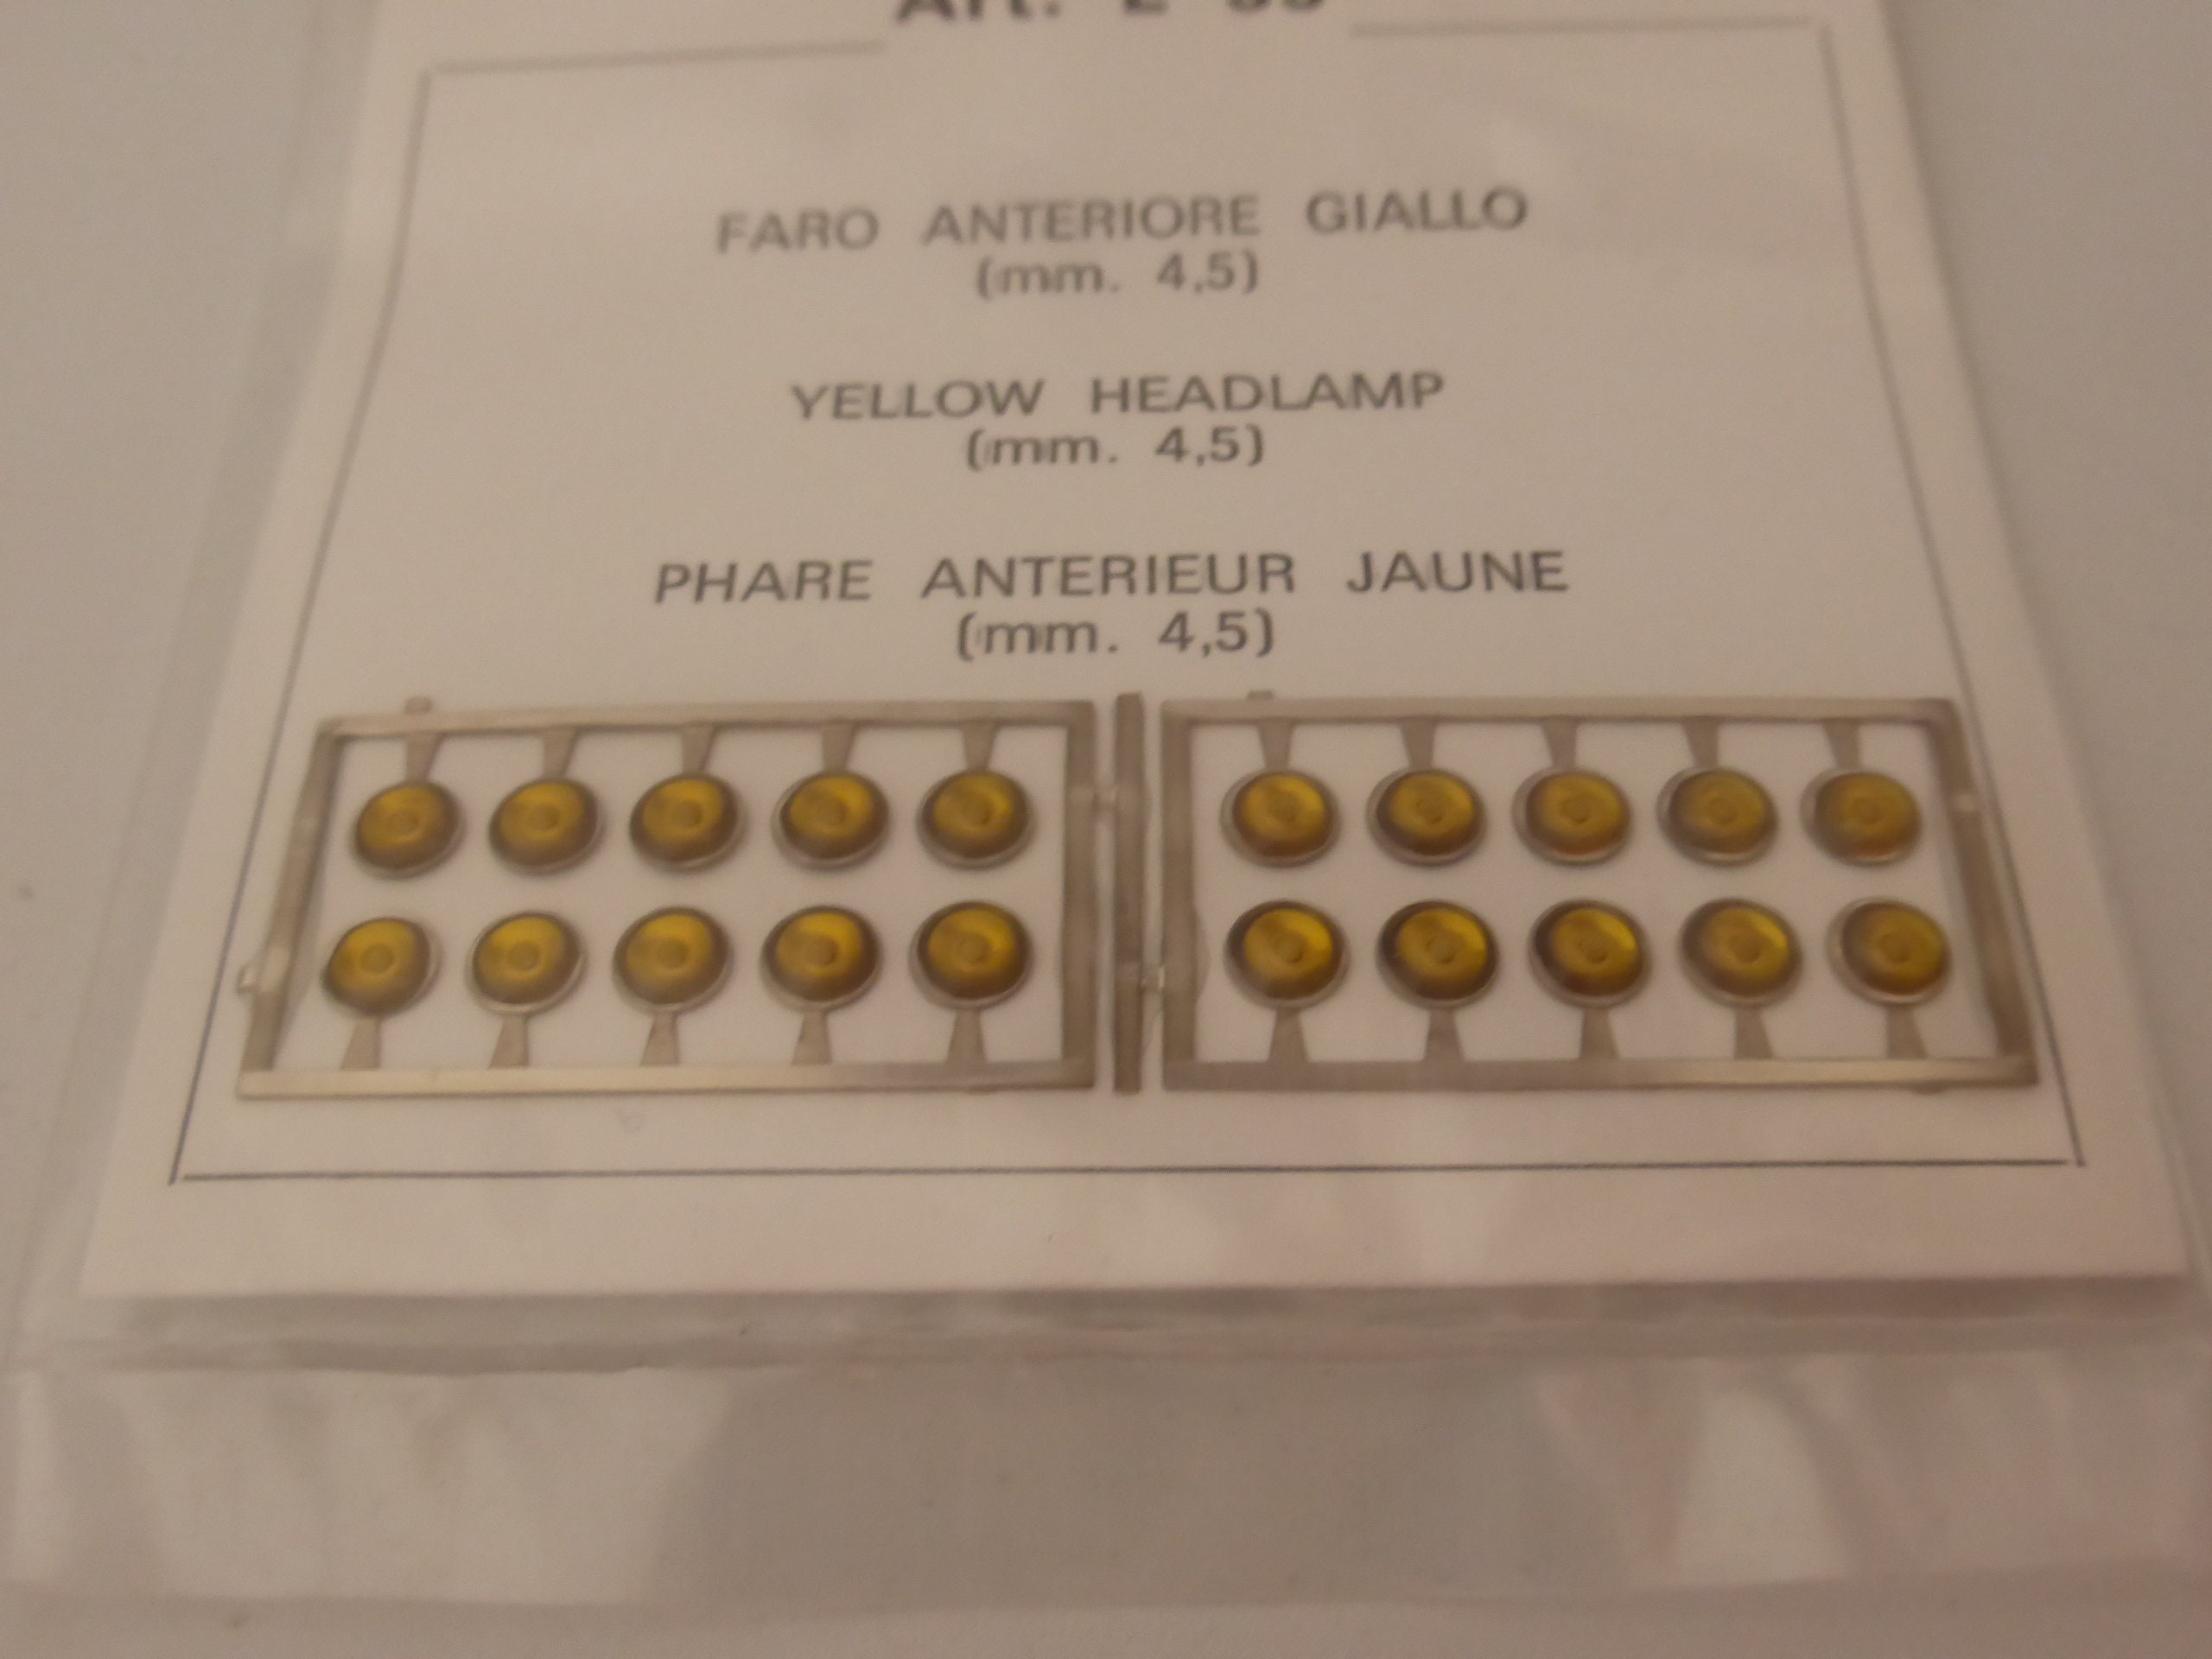 FARO ANTERIORE GIALLO
(mm. 4,5)
YELLOW HEADLAMP
(mm. 4,5)
PHARE ANTERIEUR JAUNE
(mm. 4,5)